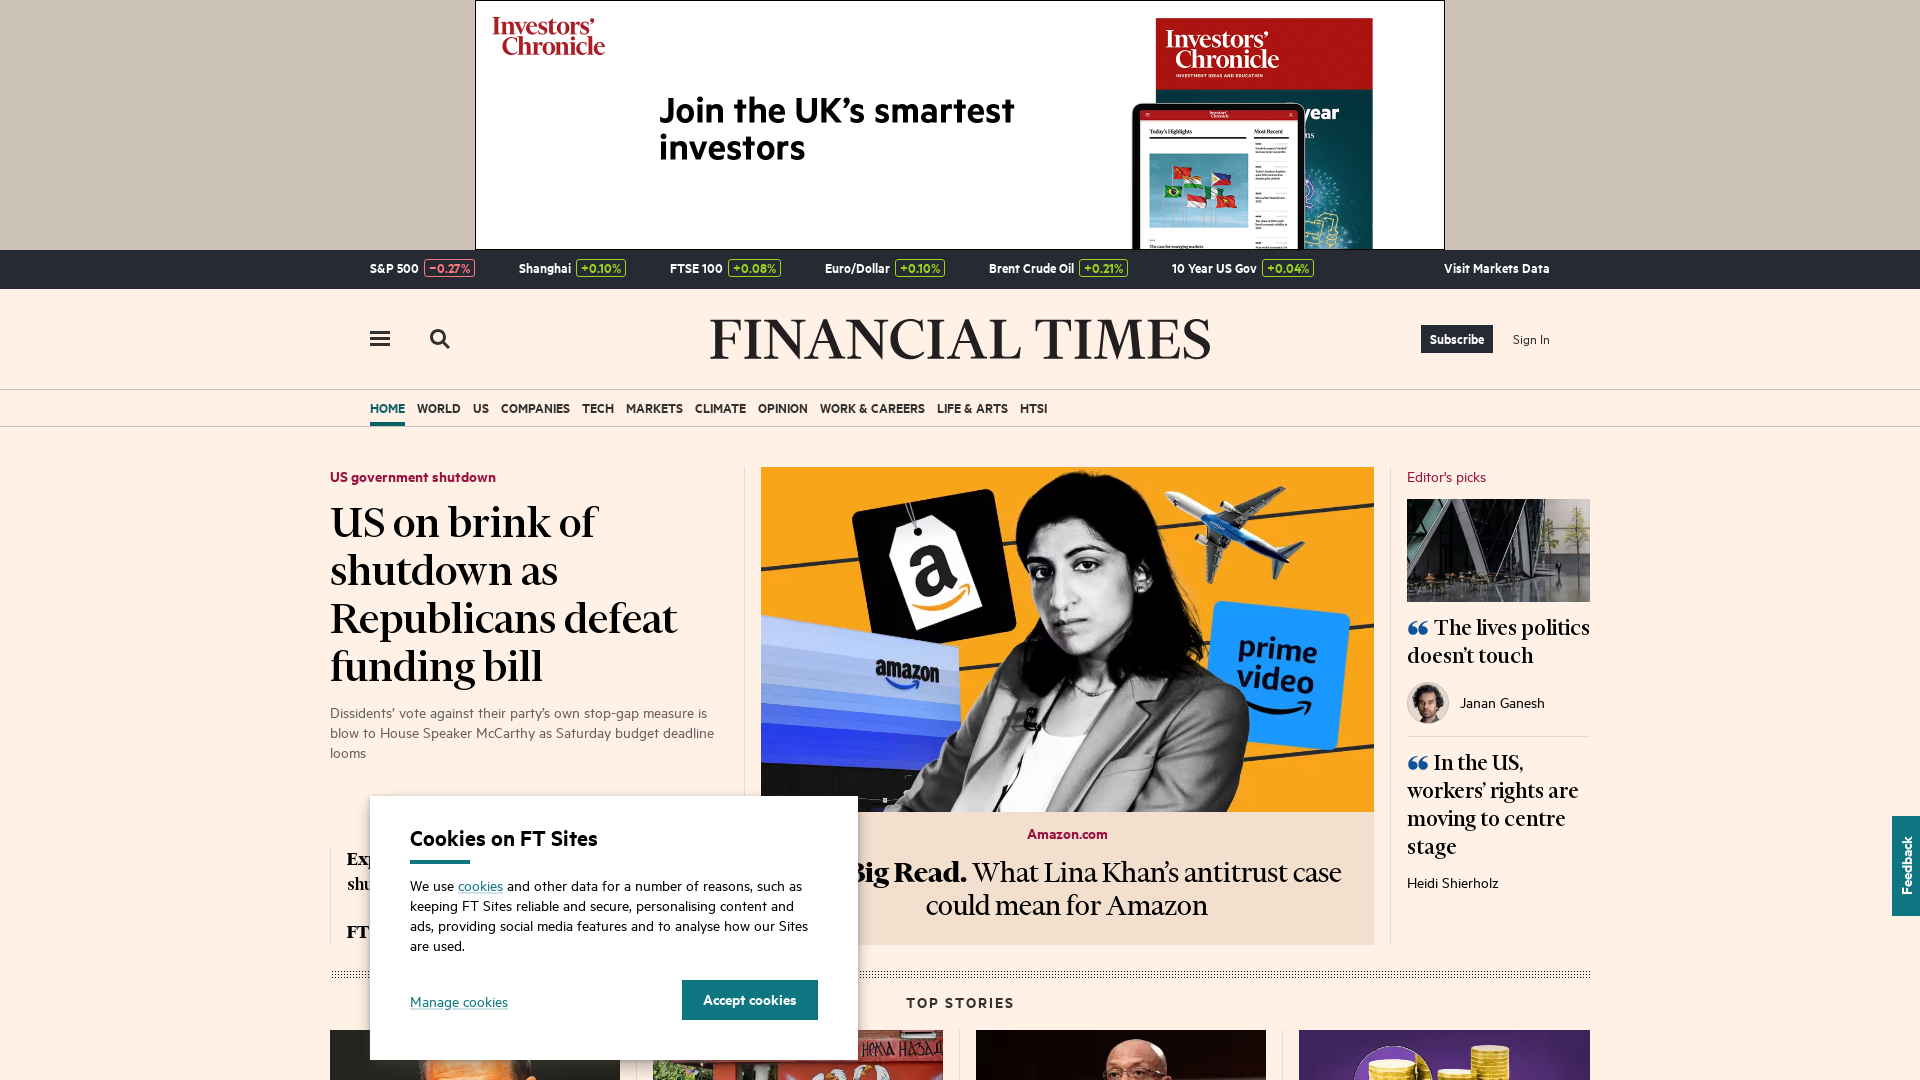 Investors’
Chronicle
Join the UK’s smartest
investors
Investors’
Chronicle
INVESTMENT IDEAS AND EDUCATION
year
ns
Today's Highlights
Most Recent
S&P 500 −0.27% Shanghai +0.10% FTSE 100 +0.08% Euro/Dollar +0.10% Brent Crude Oil +0.21% 10 Year US Gov +0.04% Visit Markets Data
FINANCIAL TIMES
Subscribe Sign In
HOME WORLD US COMPANIES TECH MARKETS CLIMATE OPINION WORK & CAREERS LIFE & ARTS HTSI
US government shutdown
US on brink of
shutdown as
Republicans defeat
funding bill
Dissidents’ vote against their party’s own stop-gap measure is
blow to House Speaker McCarthy as Saturday budget deadline
looms
Exp
shu
FT
a
amazon
prime
video
Amazon.com
Big Read. What Lina Khan’s antitrust case
could mean for Amazon
Editor's picks
“ The lives politics
doesn’t touch
Janan Ganesh
“ In the US,
workers’ rights are
moving to centre
stage
Heidi Shierholz
Feedback
Cookies on FT Sites
We use cookies and other data for a number of reasons, such as
keeping FT Sites reliable and secure, personalising content and
ads, providing social media features and to analyse how our Sites
are used.
Manage cookies
Accept cookies
TOP STORIES
НЕМА НАЗАД